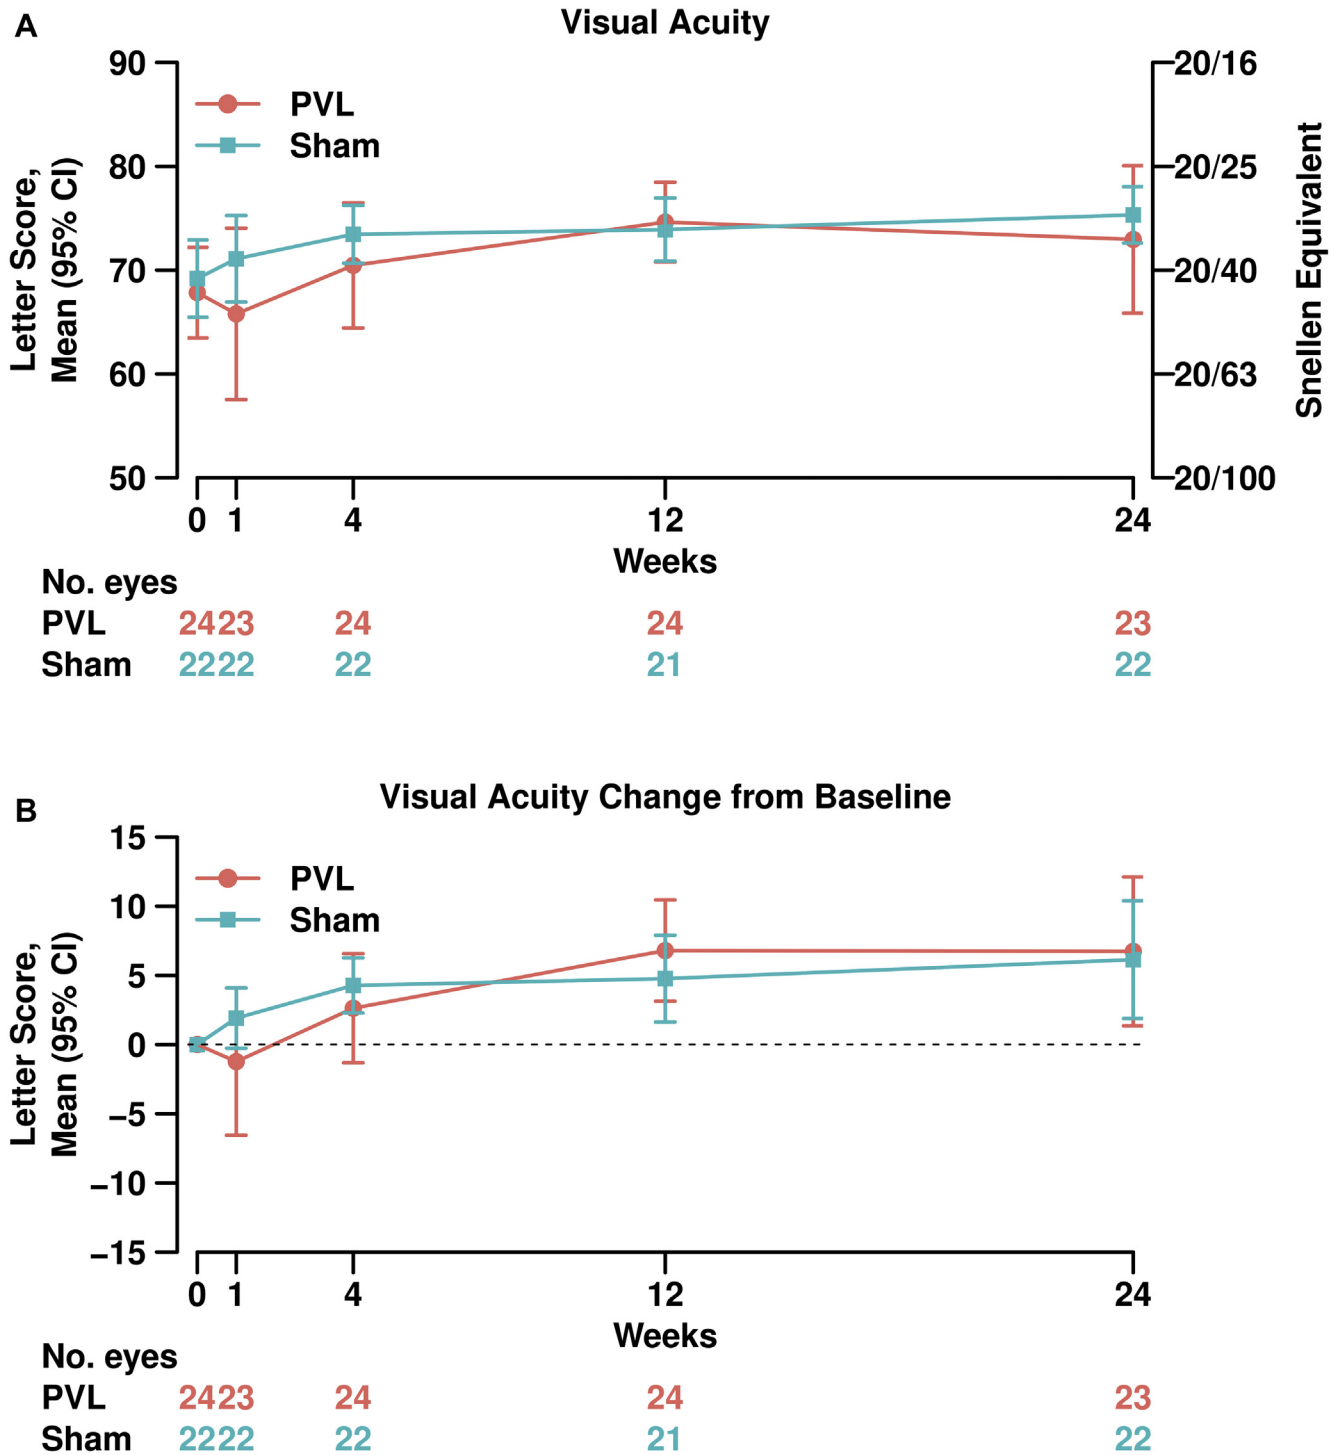 A
Visual Acuity
90
80
70
60
50
Letter Score,
Mean (95% CI)
PVL
Sham
20/16
20/25
20/40
20/63
20/100
Snellen Equivalent
0 1 4 12 24
Weeks
No. eyes
PVL 24 23 24 24 23
Sham 22 22 22 21 22
B
Visual Acuity Change from Baseline
15
10
5
0
−5
−10
−15
Letter Score,
Mean (95% CI)
PVL
Sham
0 1 4 12 24
Weeks
No. eyes
PVL 24 23 24 24 23
Sham 22 22 22 21 22